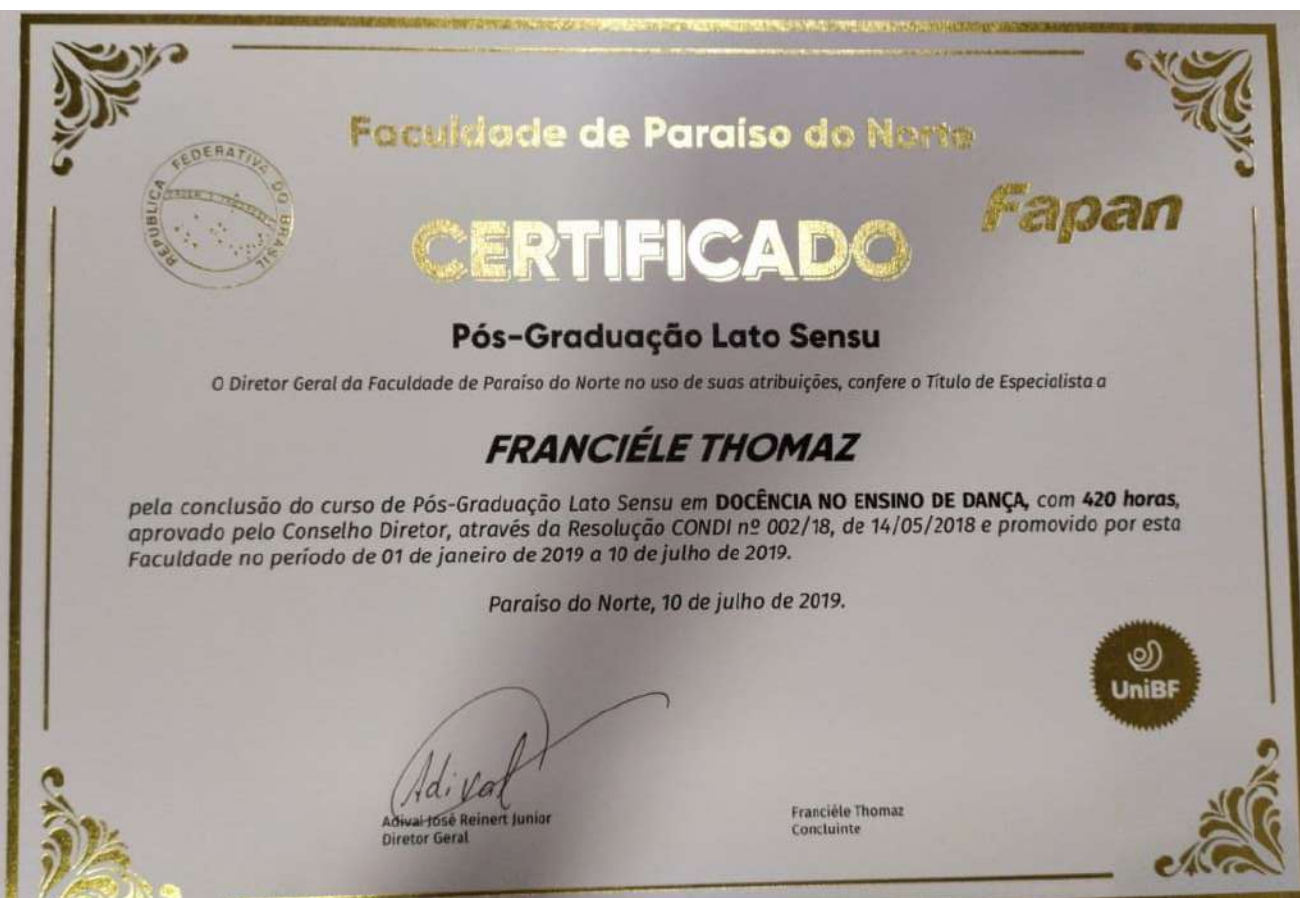 Faculdade de Paraíso do Norte
REPÚBLICA FEDERATIVA DO BRASIL
Fapan
CERTIFICADO
Pós-Graduação Lato Sensu
O Diretor Geral da Faculdade de Paraíso do Norte no uso de suas atribuições, confere o Título de Especialista a
FRANCIÉLE THOMAZ
pela conclusão do curso de Pós-Graduação Lato Sensu em DOCÊNCIA NO ENSINO DE DANÇA, com 420 horas,
aprovado pelo Conselho Diretor, através da Resolução CONDI nº 002/18, de 14/05/2018 e promovido por esta
Faculdade no período de 01 de janeiro de 2019 a 10 de julho de 2019.
Paraíso do Norte, 10 de julho de 2019.
UniBF
Adival
Adival José Reinert Junior
Diretor Geral
Franciéle Thomaz
Concluinte